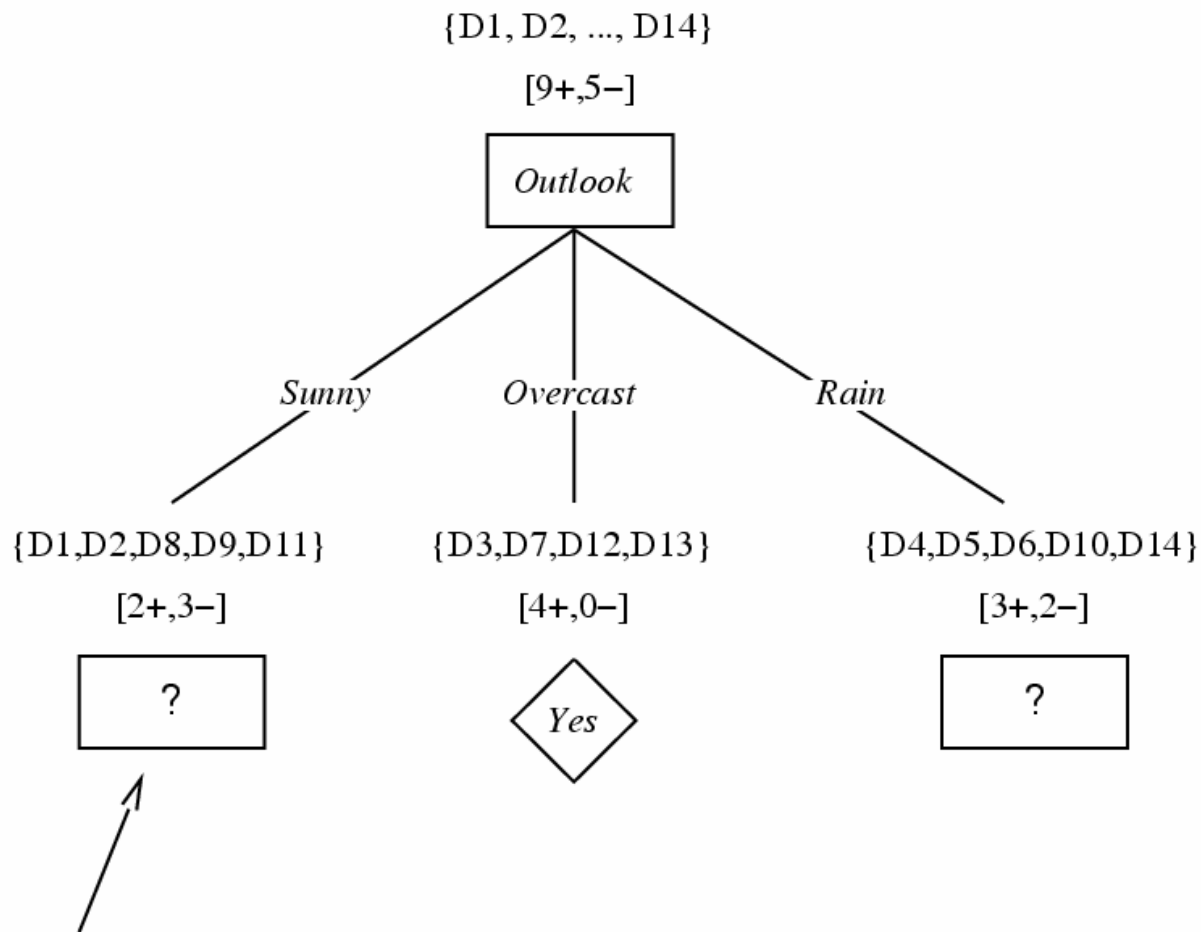 {D1, D2, ..., D14}
[9+,5−]
Outlook
Sunny Overcast Rain
{D1,D2,D8,D9,D11} {D3,D7,D12,D13} {D4,D5,D6,D10,D14}
[2+,3−] [4+,0−] [3+,2−]
? Yes ?